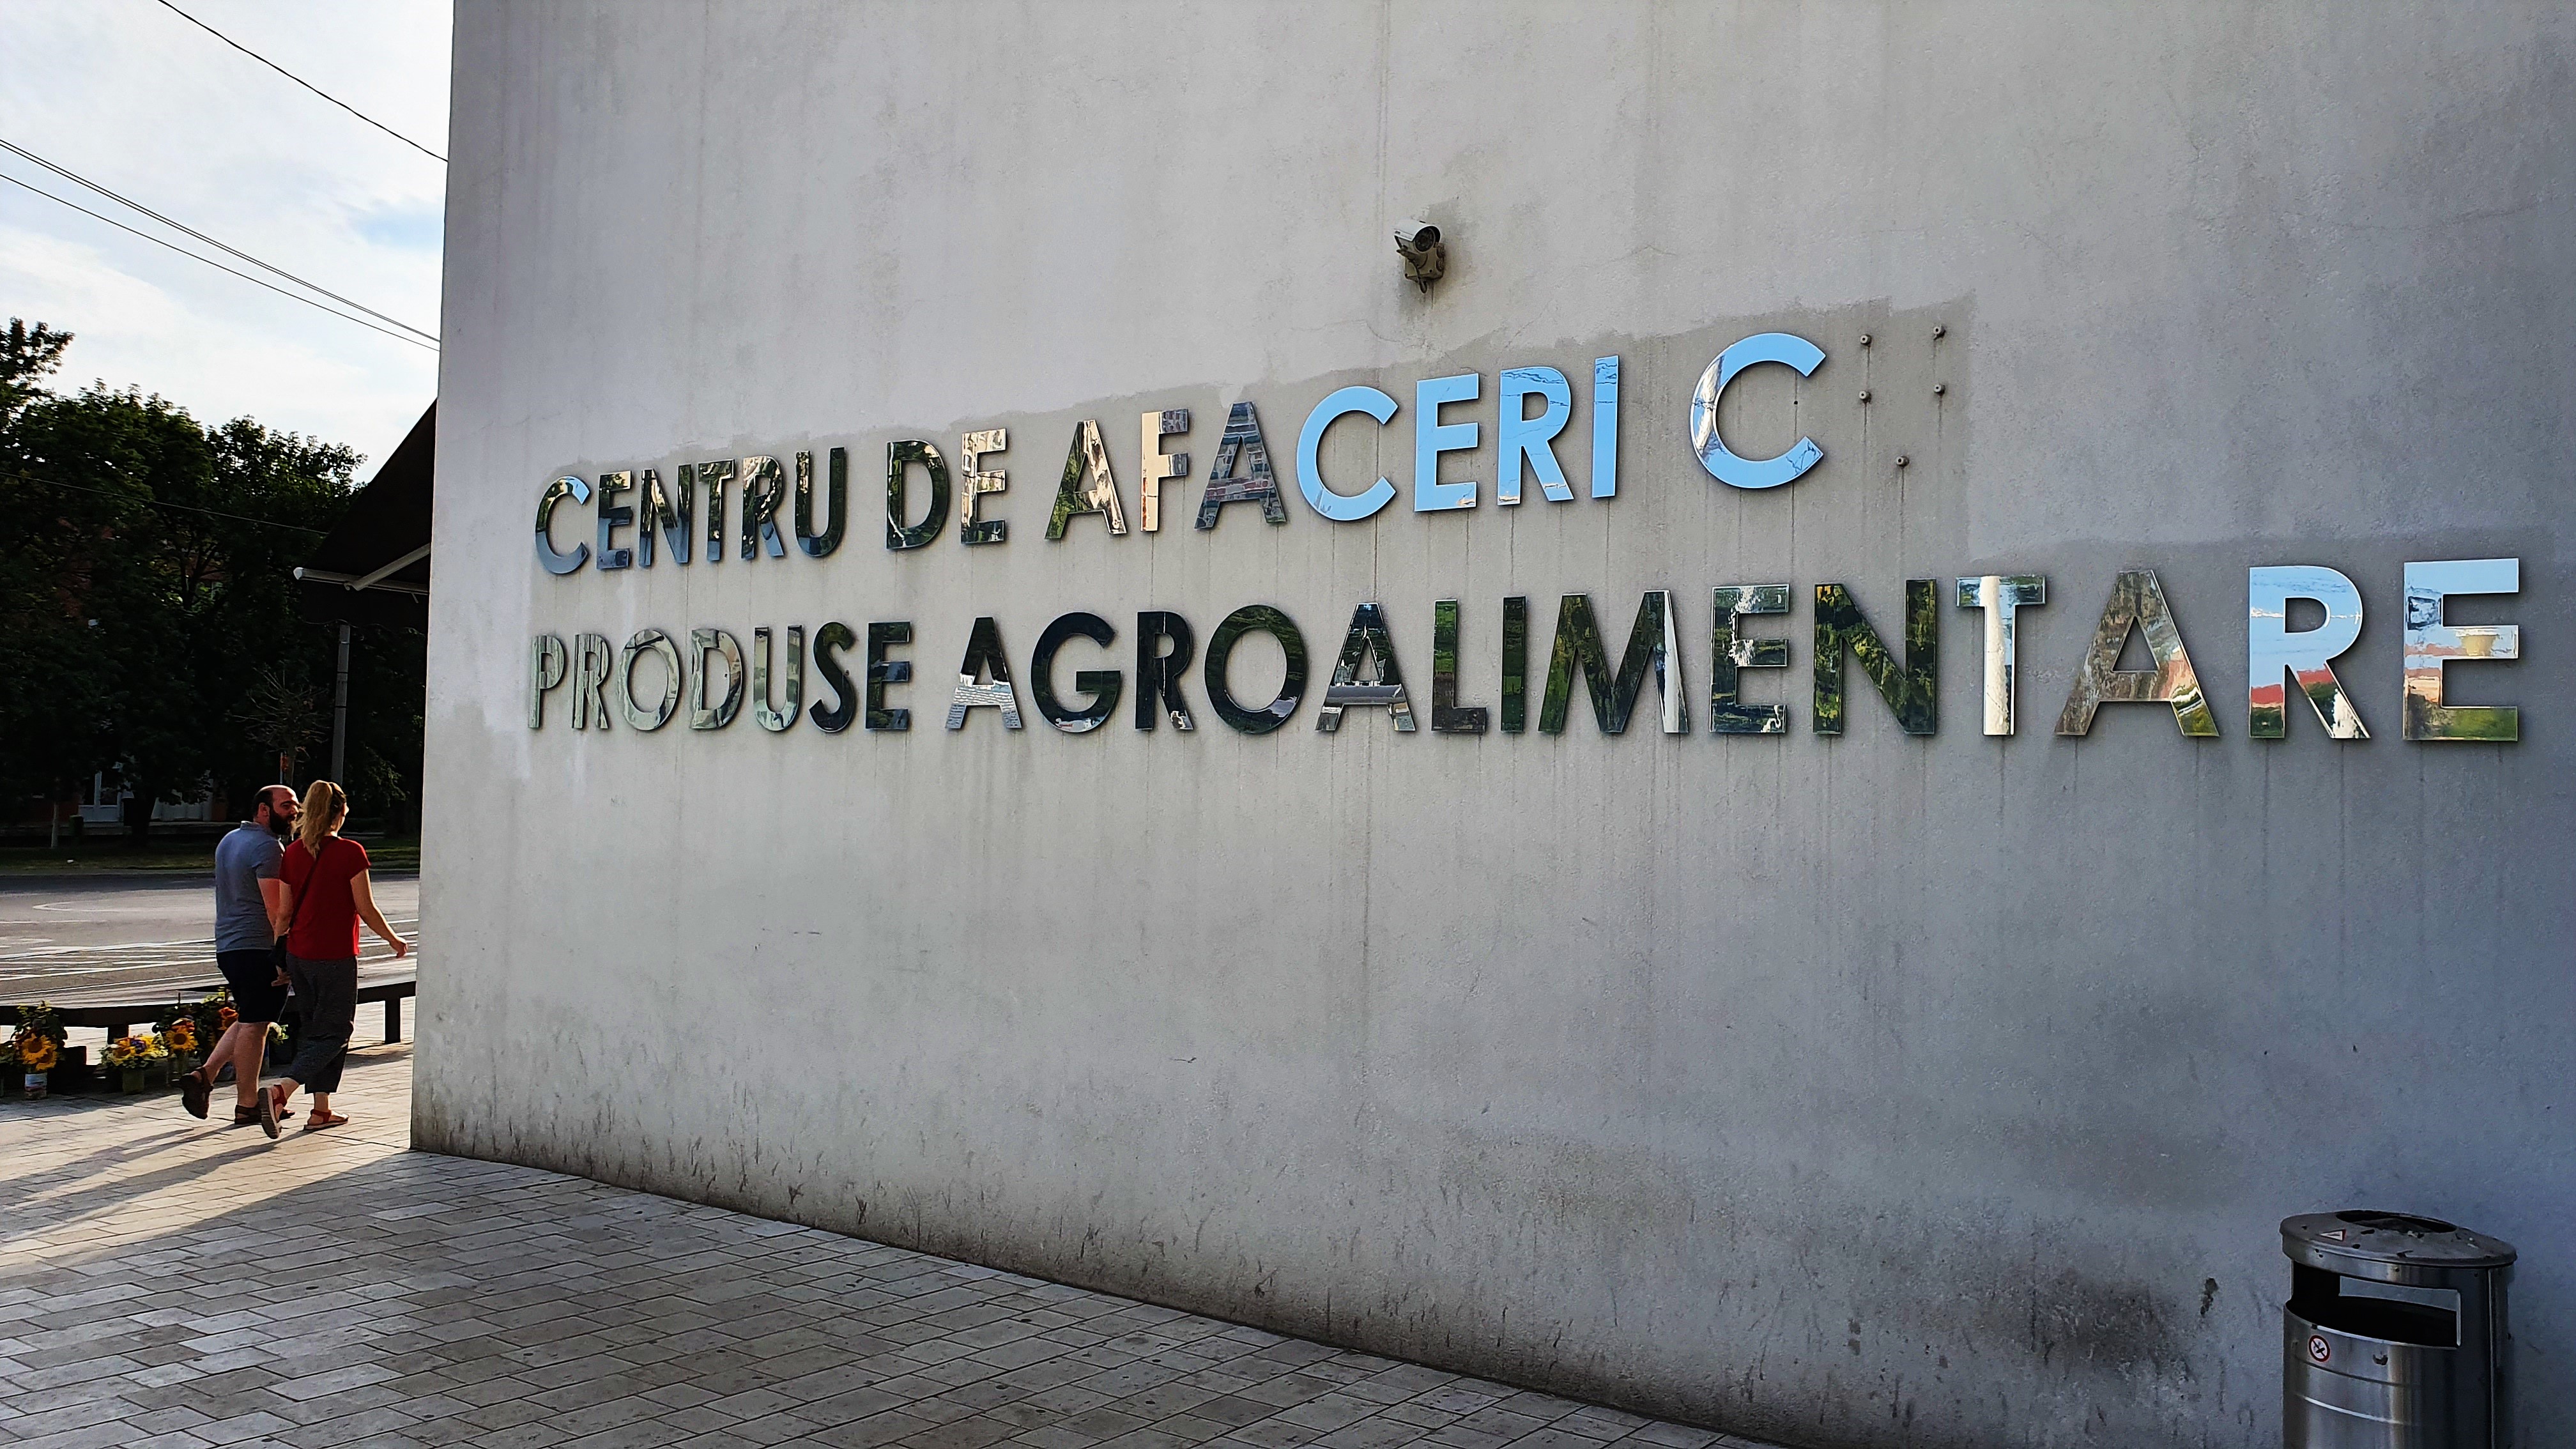 CENTRU DE AFACERI C
PRODUSE AGROALIMENTARE